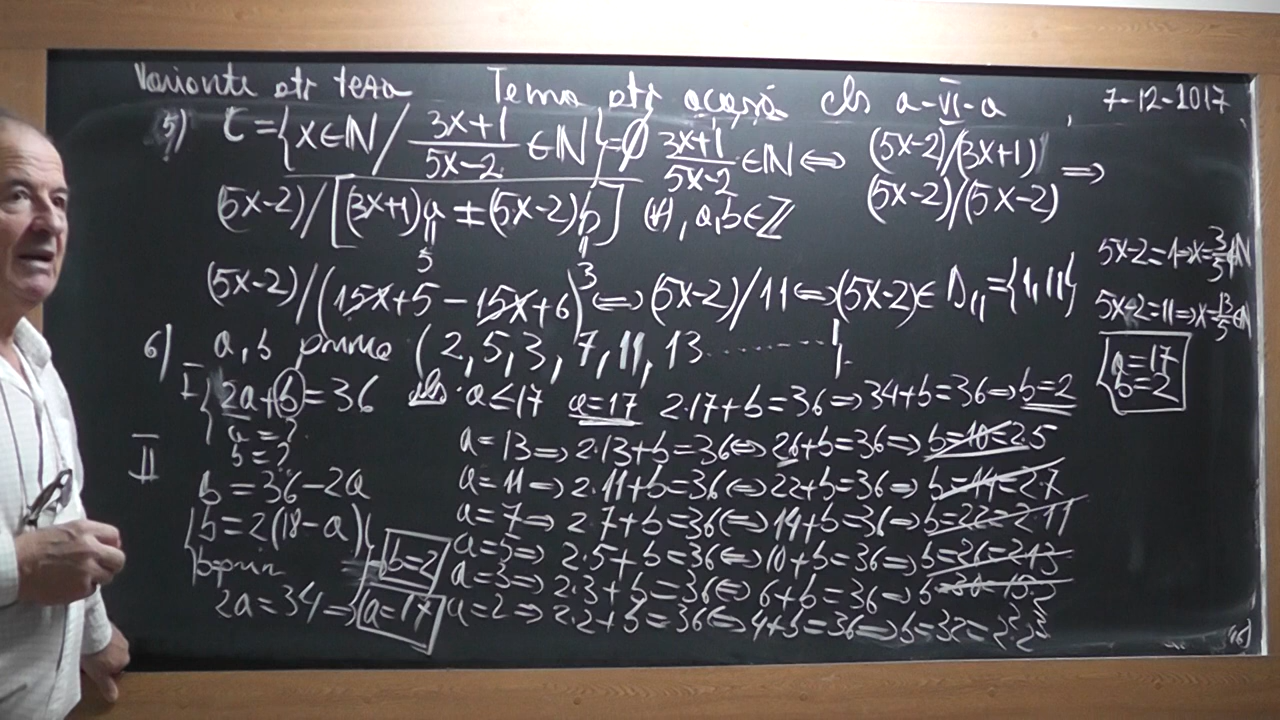 Variante ptr teza Tema ptr acasă cls a-VI-a, 7-12-2017
5) C = {x∈ℕ / (3x+1)/(5x-2) ∈ℕ} = ∅ (3x+1)/(5x-2) ∈ℕ ⇔ (5x-2)/(3x+1)
(5x-2)/(5x-2) ⇒
(5x-2)/[(3x+1)a ± (5x-2)b] (∀), a,b∈ℤ
5 3
(5x-2)/(15x+5-15x+6) ⇔ (5x-2)/11 ⇔ (5x-2)∈ D₁₁={1,11}
5x-2=1⇒x=3/5∉ℕ
5x-2=11⇒x=13/5∉ℕ
6) a,b prime (2,5,3,7,11,13..........)
I {2a+b=36 a≤17 a=17 2·17+b=36⇒34+b=36⇒b=2
a=17
b=2
a=?
b=?
a=13⇒2·13+b=36⇔26+b=36⇒b=10=2·5
a=11⇒2·11+b=36⇔22+b=36⇒b=14=2·7
a=7⇒2·7+b=36⇔14+b=36⇒b=22=2·11
a=5⇒2·5+b=36⇔10+b=36⇒b=26=2·13
a=3⇒2·3+b=36⇔6+b=36⇒b=30
a=2⇒2·2+b=36⇔4+b=36⇒b=32
II
b=36-2a
{b=2(18-a)
b prim
b=2
2a=34⇒a=17